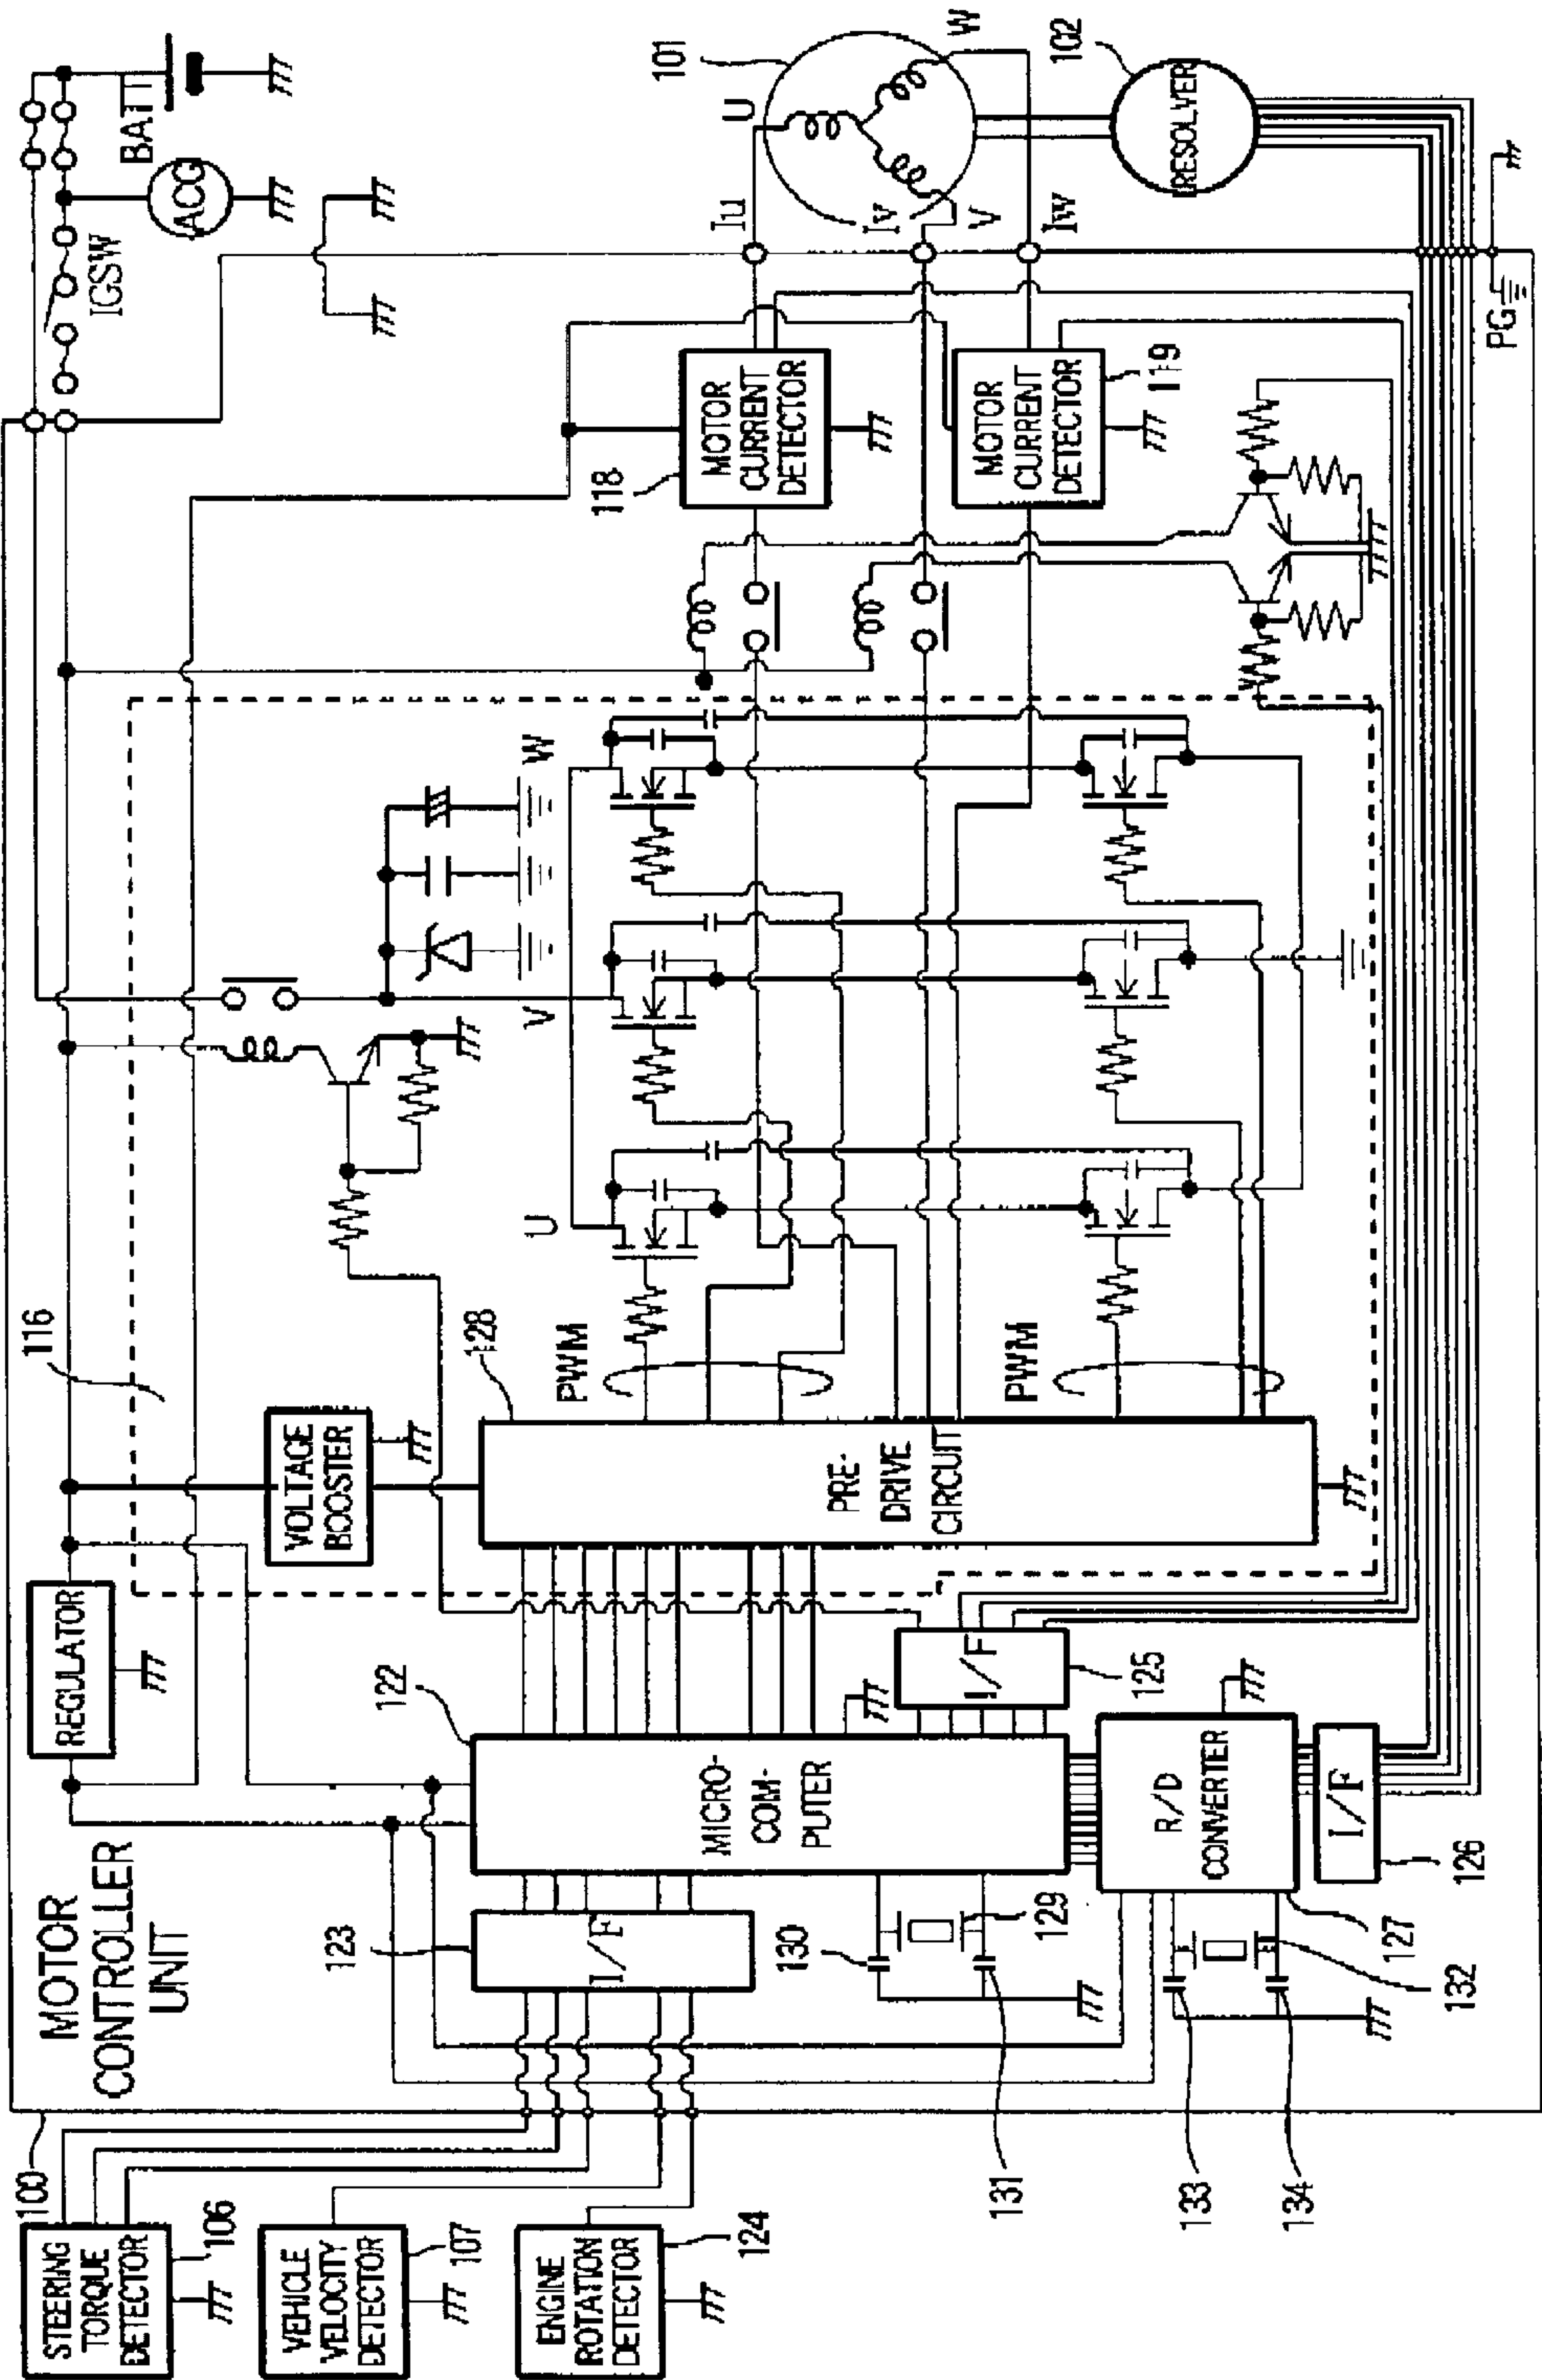 100
MOTOR
CONTROLLER
UNIT
REGULATOR
116
IGSW
ACG
BATT
STEERING
TORQUE
DETECTOR
106
VEHICLE
VELOCITY
DETECTOR
107
ENGINE
ROTATION
DETECTOR
124
123
I/F
122
MICRO-
COM-
PUTER
VOLTAGE
BOOSTER
128
PRE-
DRIVE
CIRCUIT
PWM
PWM
U
V
W
118
MOTOR
CURRENT
DETECTOR
MOTOR
CURRENT
DETECTOR
119
Iu
Iv
Iw
U
V
W
101
102
RESOLVER
PG
130
129
131
I/F
125
R/D
CONVERTER
127
I/F
126
132
133
134